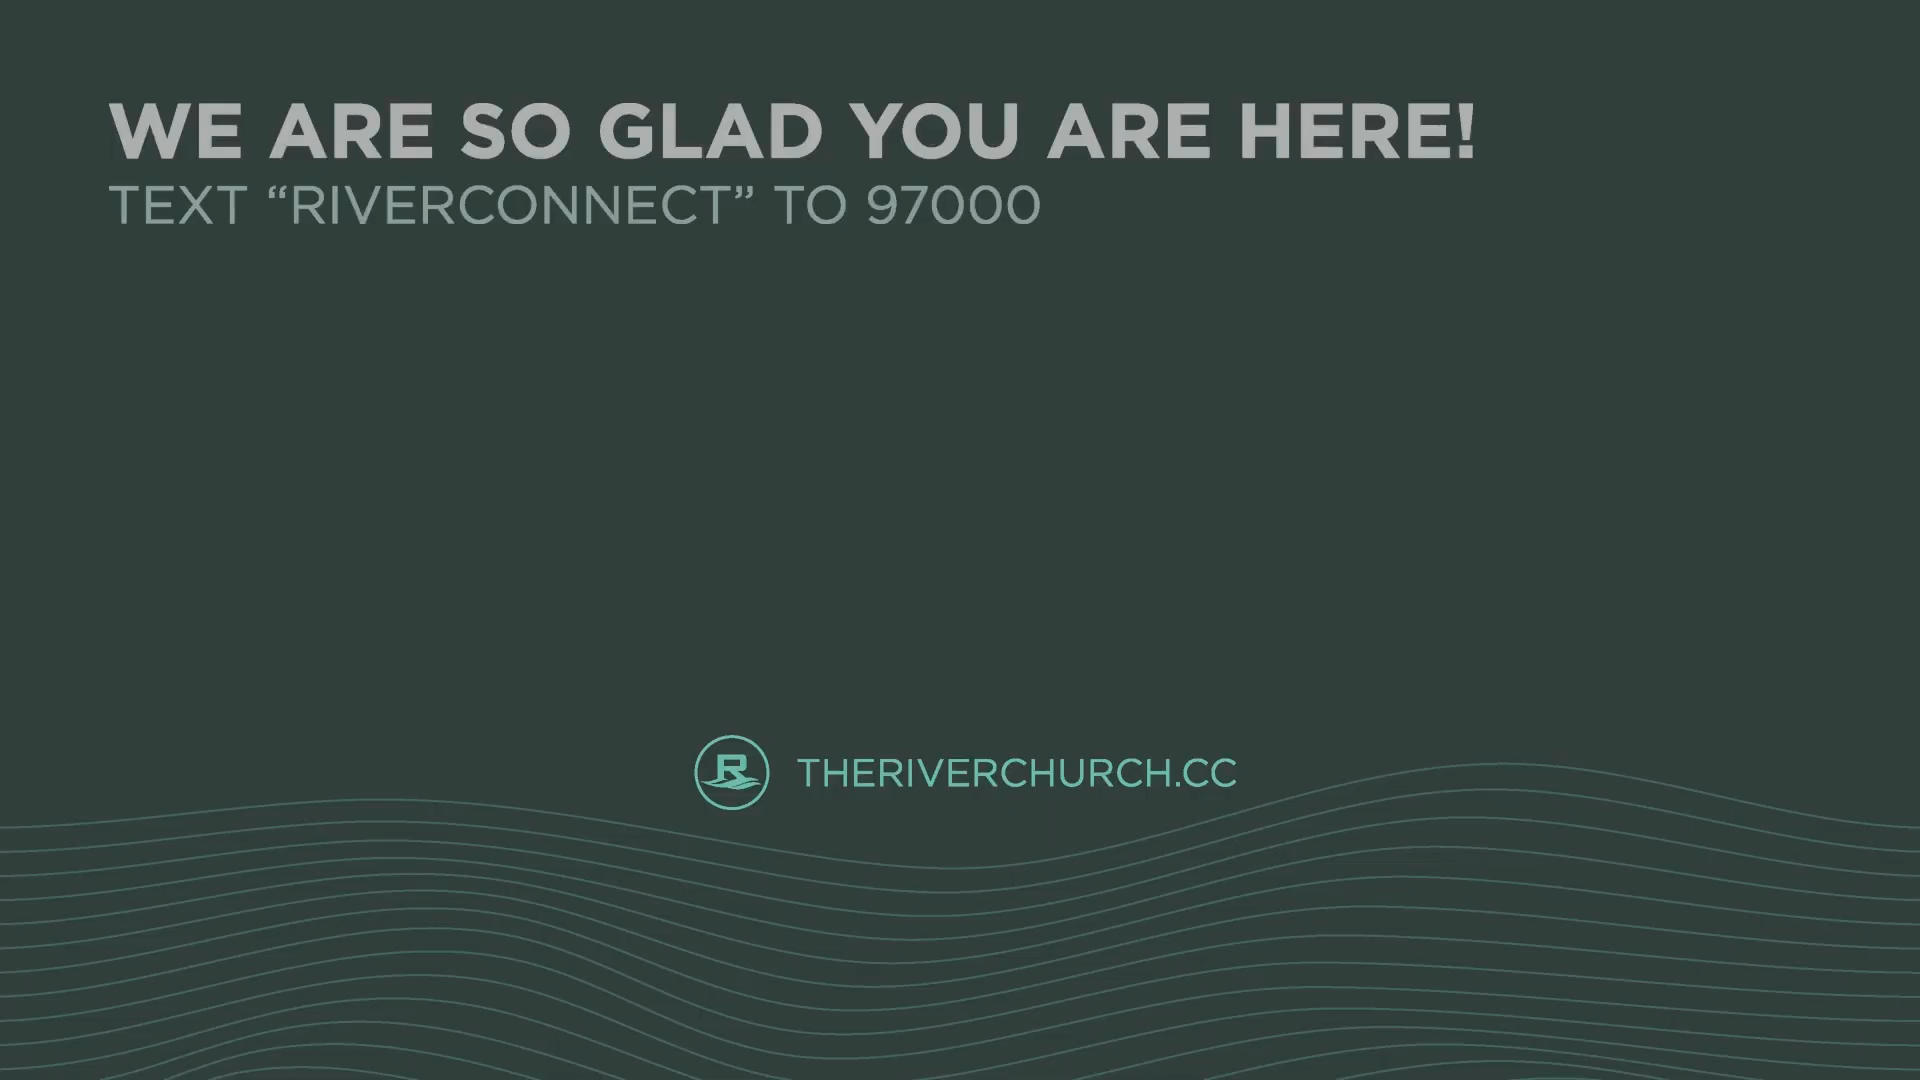 WE ARE SO GLAD YOU ARE HERE!
TEXT “RIVERCONNECT” TO 97000
R THERIVERCHURCH.CC